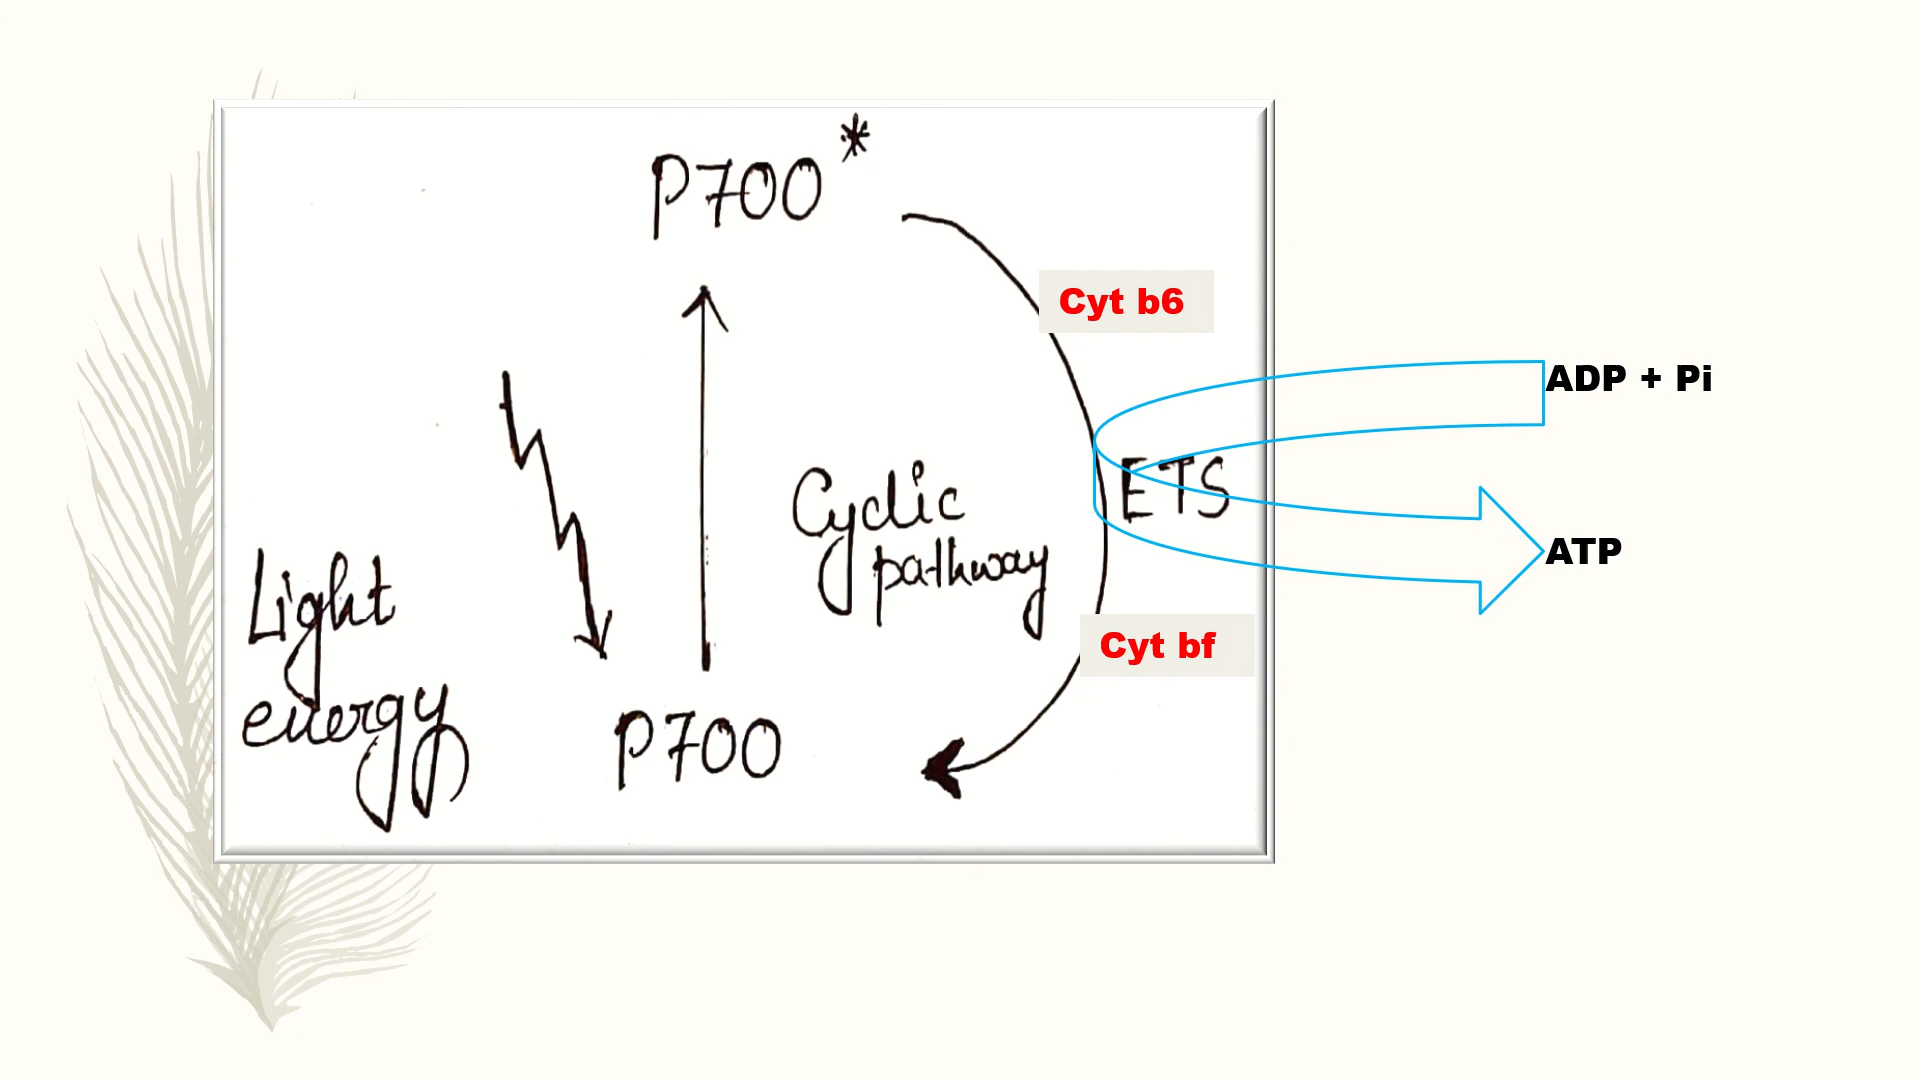 P700*
Cyt b6
ADP + Pi
Cyclic
pathway
ETS
ATP
Light
energy
Cyt bf
P700